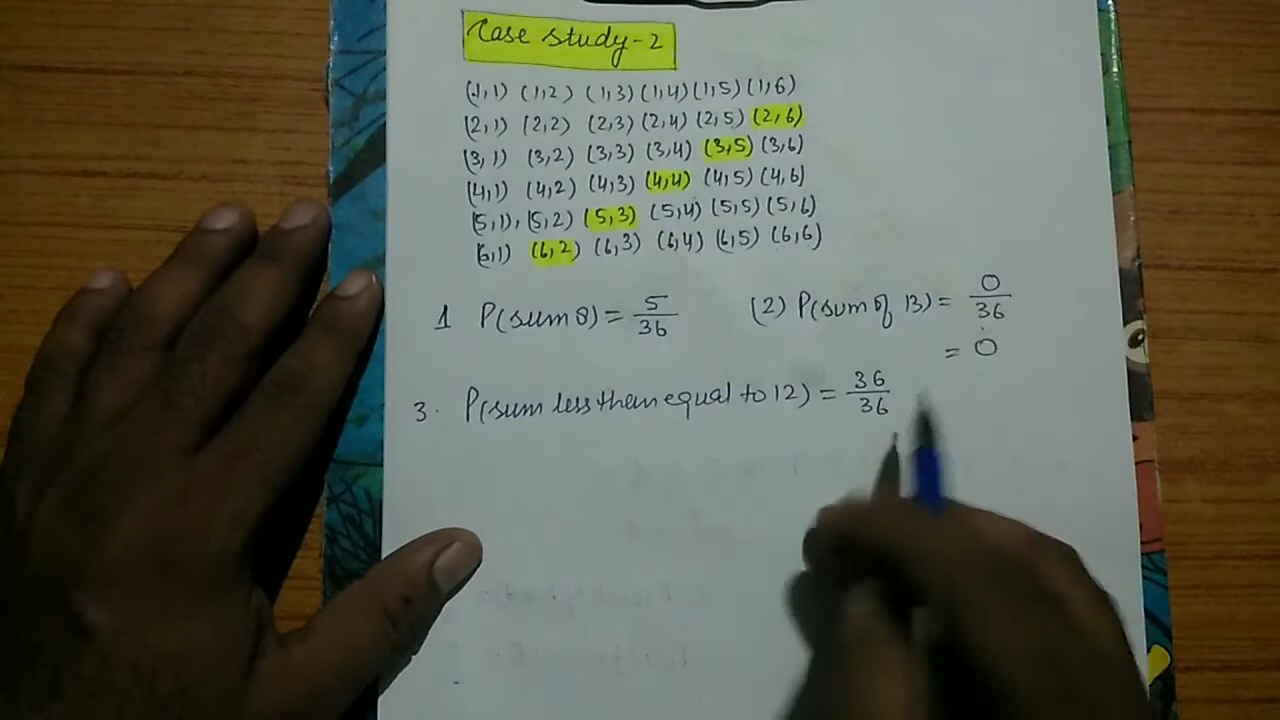 Case study-2
(1,1) (1,2) (1,3) (1,4) (1,5) (1,6)
(2,1) (2,2) (2,3) (2,4) (2,5) (2,6)
(3,1) (3,2) (3,3) (3,4) (3,5) (3,6)
(4,1) (4,2) (4,3) (4,4) (4,5) (4,6)
(5,1), (5,2) (5,3) (5,4) (5,5) (5,6)
(6,1) (6,2) (6,3) (6,4) (6,5) (6,6)
1 P(sum 8) = 5/36 (2) P(sum of 13) = 0/36
= 0
3. P(sum less then equal to 12) = 36/36